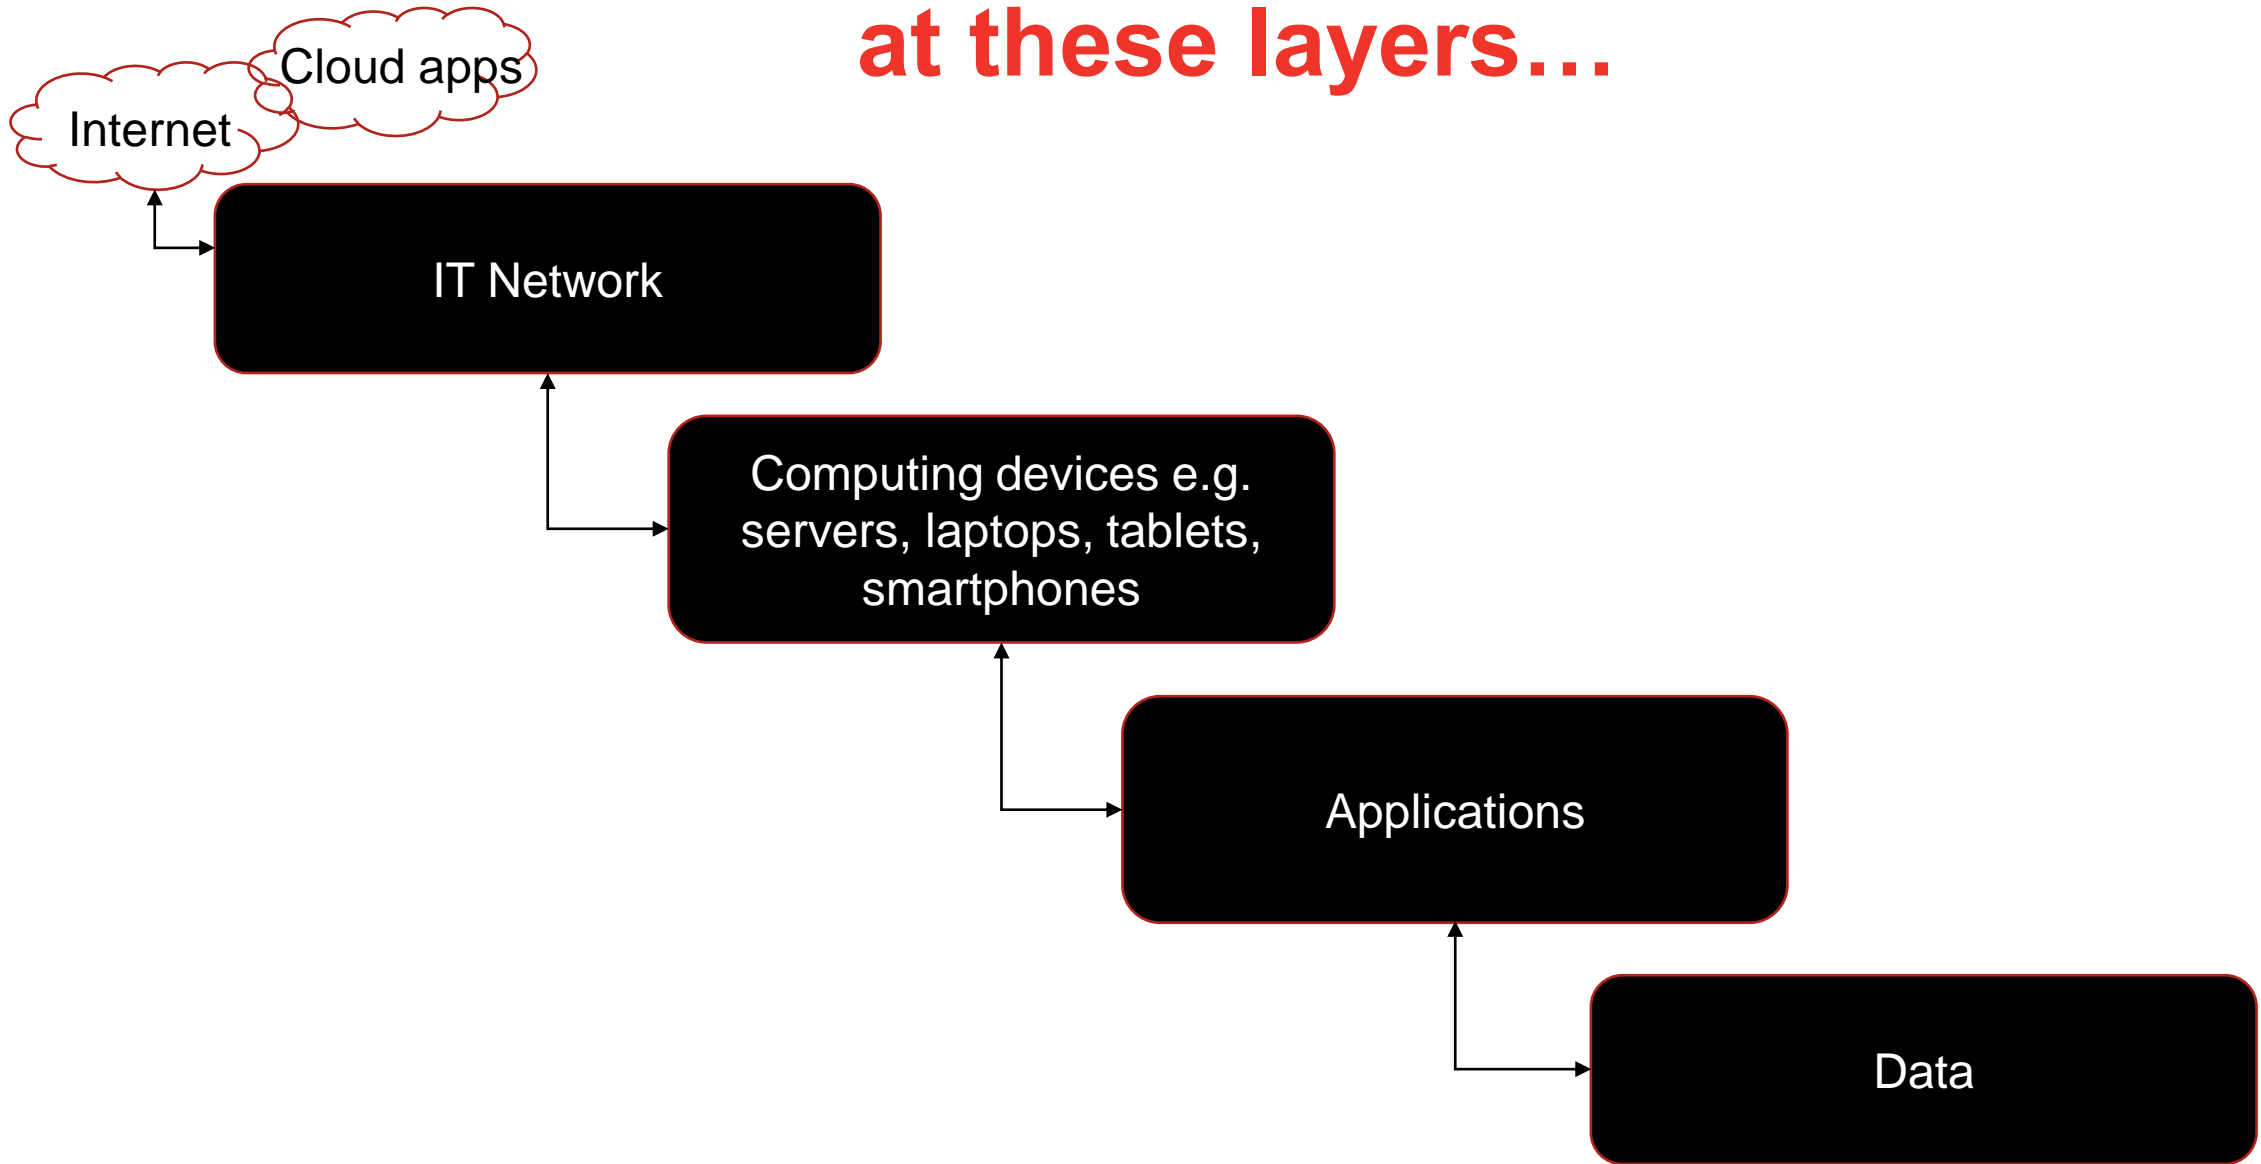 at these layers…
Cloud apps
Internet
IT Network
Computing devices e.g.
servers, laptops, tablets,
smartphones
Applications
Data